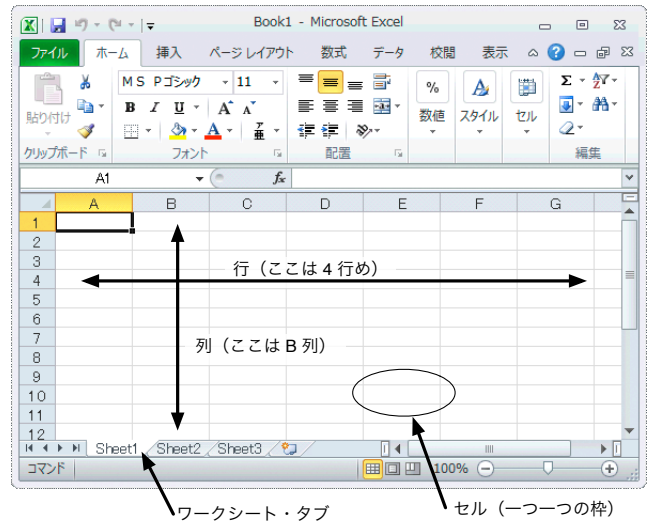 Book1 - Microsoft Excel
ファイル ホーム 挿入 ページ レイアウト 数式 データ 校閲 表示
ＭＳ Ｐゴシック 11
B I U A A
% A Σ
貼り付け 数値 スタイル セル
クリップボード フォント 配置 編集
A1 fx
A B C D E F G
1
2
3
行（ここは 4 行め）
4
5
6
7
列（ここは B 列）
8
9
10
11
12
Sheet1 Sheet2 Sheet3
コマンド 100%
ワークシート・タブ
セル（一つ一つの枠）